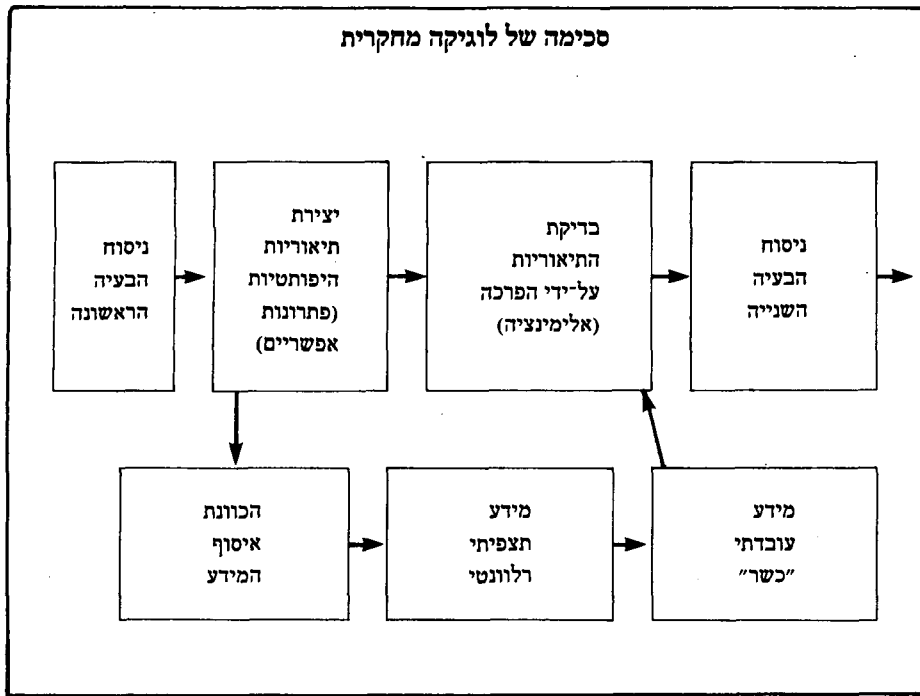 סכימה של לוגיקה מחקרית
ניסוח
הבעיה
הראשונה
יצירת
תיאוריות
היפותטיות
(פתרונות
אפשריים)
בדיקת
התיאוריות
על־ידי הפרכה
(אלימינציה)
ניסוח
הבעיה
השנייה
הכוונת
איסוף
המידע
מידע
תצפיתי
רלוונטי
מידע
עובדתי
"כשר"